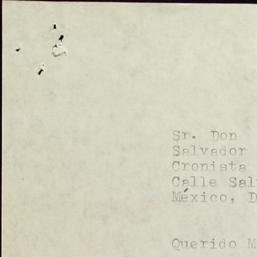 Sr. Don
Salvador
Cronista
Calle Sal
México, D
Querido M